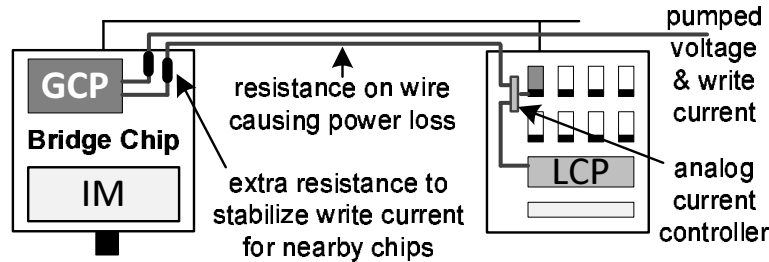 GCP
Bridge Chip
IM
resistance on wire
causing power loss
extra resistance to
stabilize write current
for nearby chips
LCP
pumped
voltage
& write
current
analog
current
controller